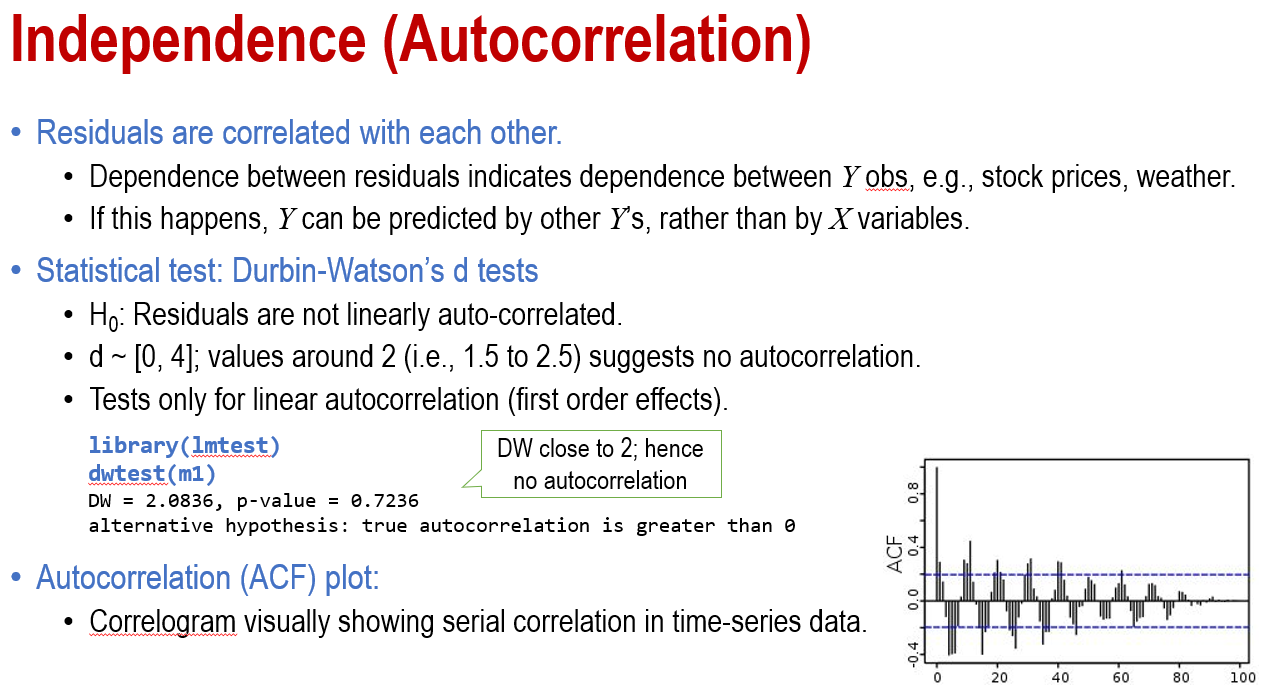 Independence (Autocorrelation)
• Residuals are correlated with each other.
• Dependence between residuals indicates dependence between Y obs, e.g., stock prices, weather.
• If this happens, Y can be predicted by other Y's, rather than by X variables.
• Statistical test: Durbin-Watson's d tests
• H₀: Residuals are not linearly auto-correlated.
• d ~ [0, 4]; values around 2 (i.e., 1.5 to 2.5) suggests no autocorrelation.
• Tests only for linear autocorrelation (first order effects).
library(lmtest)
dwtest(m1)
DW = 2.0836, p-value = 0.7236
alternative hypothesis: true autocorrelation is greater than 0
DW close to 2; hence
no autocorrelation
• Autocorrelation (ACF) plot:
• Correlogram visually showing serial correlation in time-series data.
ACF
0.8
0.4
0.0
-0.4
0 20 40 60 80 100